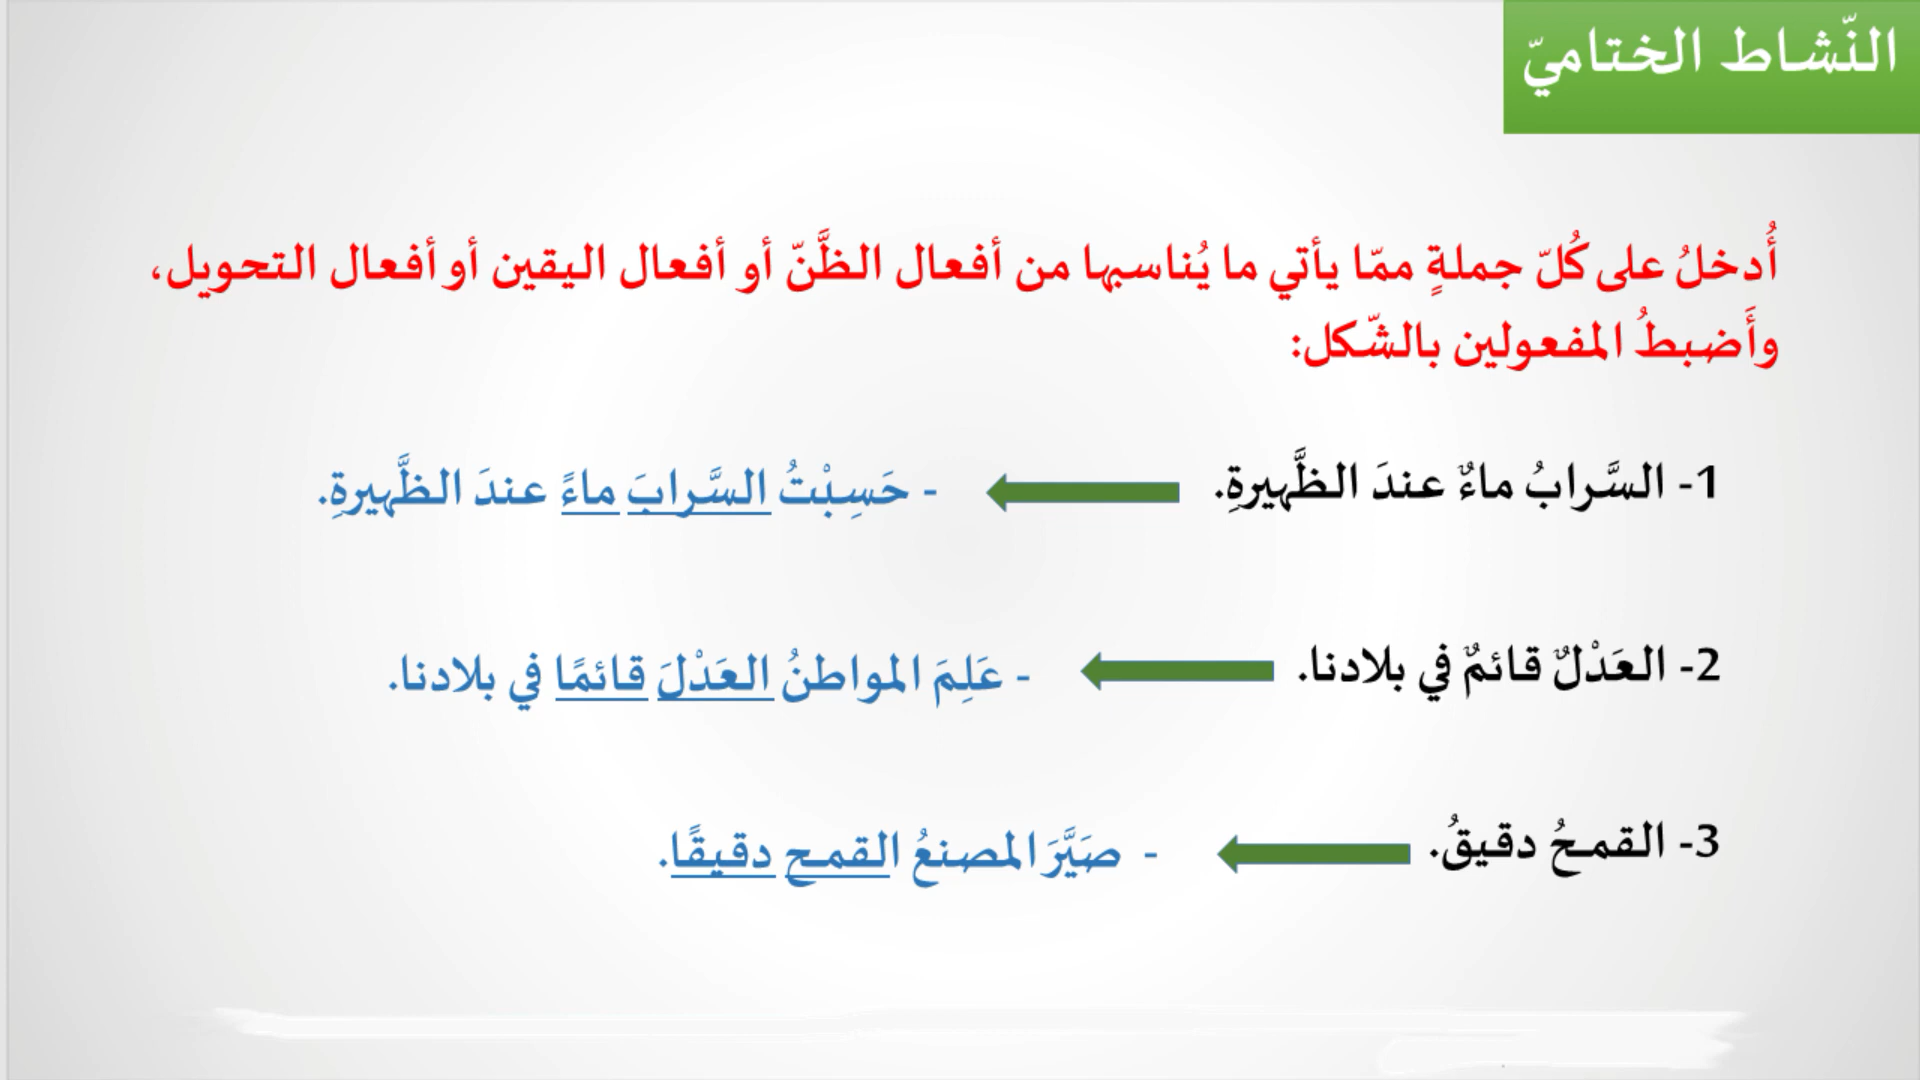 النّشاط الختاميّ
أُدخلُ على كُلّ جملةٍ ممّا يأتي ما يُناسبها من أفعال الظَّنّ أو أفعال اليقين أو أفعال التحويل،
وأَضبطُ المفعولين بالشّكل:
1- السَّرابُ ماءٌ عندَ الظَّهيرةِ. - حَسِبْتُ السَّرابَ ماءً عندَ الظَّهيرةِ.
2- العَدْلٌ قائمٌ في بلادنا. - عَلِمَ المواطنُ العَدْلَ قائمًا في بلادنا.
3- القمحُ دقيقُ. - صَيَّرَ المصنعُ القمح دقيقًا.